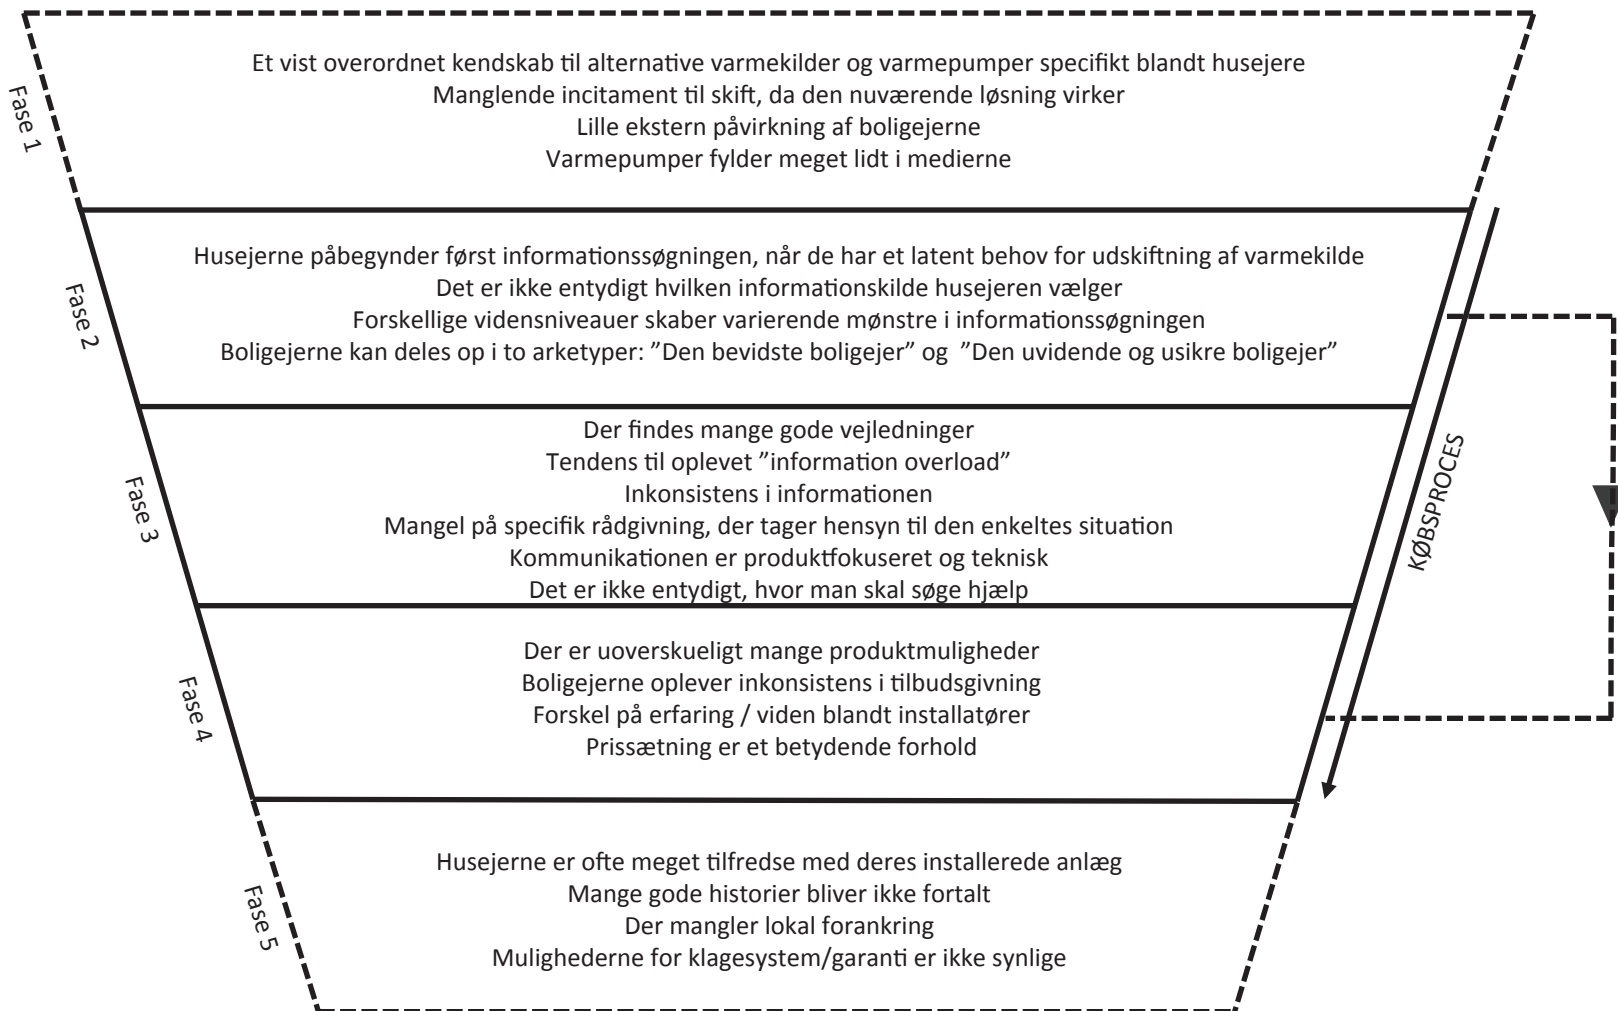 Fase 1
Et vist overordnet kendskab til alternative varmekilder og varmepumper specifikt blandt husejere
Manglende incitament til skift, da den nuværende løsning virker
Lille ekstern påvirkning af boligejerne
Varmepumper fylder meget lidt i medierne
Fase 2
Husejerne påbegynder først informationssøgningen, når de har et latent behov for udskiftning af varmekilde
Det er ikke entydigt hvilken informationskilde husejeren vælger
Forskellige vidensniveauer skaber varierende mønstre i informationssøgningen
Boligejerne kan deles op i to arketyper: ”Den bevidste boligejer” og ”Den uvidende og usikre boligejer”
Fase 3
Der findes mange gode vejledninger
Tendens til oplevet ”information overload”
Inkonsistens i informationen
Mangel på specifik rådgivning, der tager hensyn til den enkeltes situation
Kommunikationen er produktfokuseret og teknisk
Det er ikke entydigt, hvor man skal søge hjælp
KØBSPROCES
Fase 4
Der er uoverskueligt mange produktmuligheder
Boligejerne oplever inkonsistens i tilbudsgivning
Forskel på erfaring / viden blandt installatører
Prissætning er et betydende forhold
Fase 5
Husejerne er ofte meget tilfredse med deres installerede anlæg
Mange gode historier bliver ikke fortalt
Der mangler lokal forankring
Mulighederne for klagesystem/garanti er ikke synlige